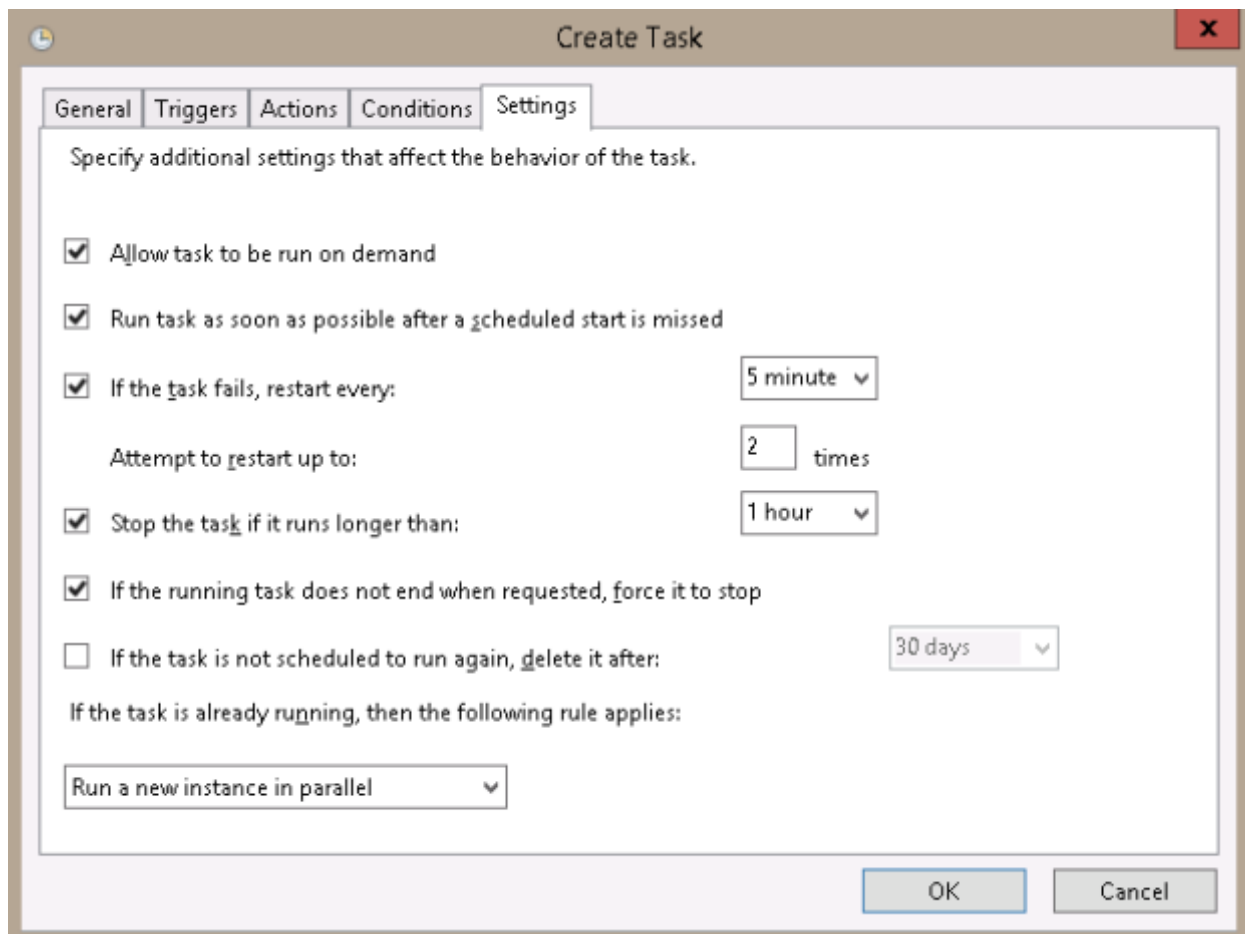 Create Task
x
General Triggers Actions Conditions Settings
Specify additional settings that affect the behavior of the task.
Allow task to be run on demand
Run task as soon as possible after a scheduled start is missed
If the task fails, restart every: 5 minute
Attempt to restart up to: 2 times
Stop the task if it runs longer than: 1 hour
If the running task does not end when requested, force it to stop
If the task is not scheduled to run again, delete it after: 30 days
If the task is already running, then the following rule applies:
Run a new instance in parallel
OK Cancel